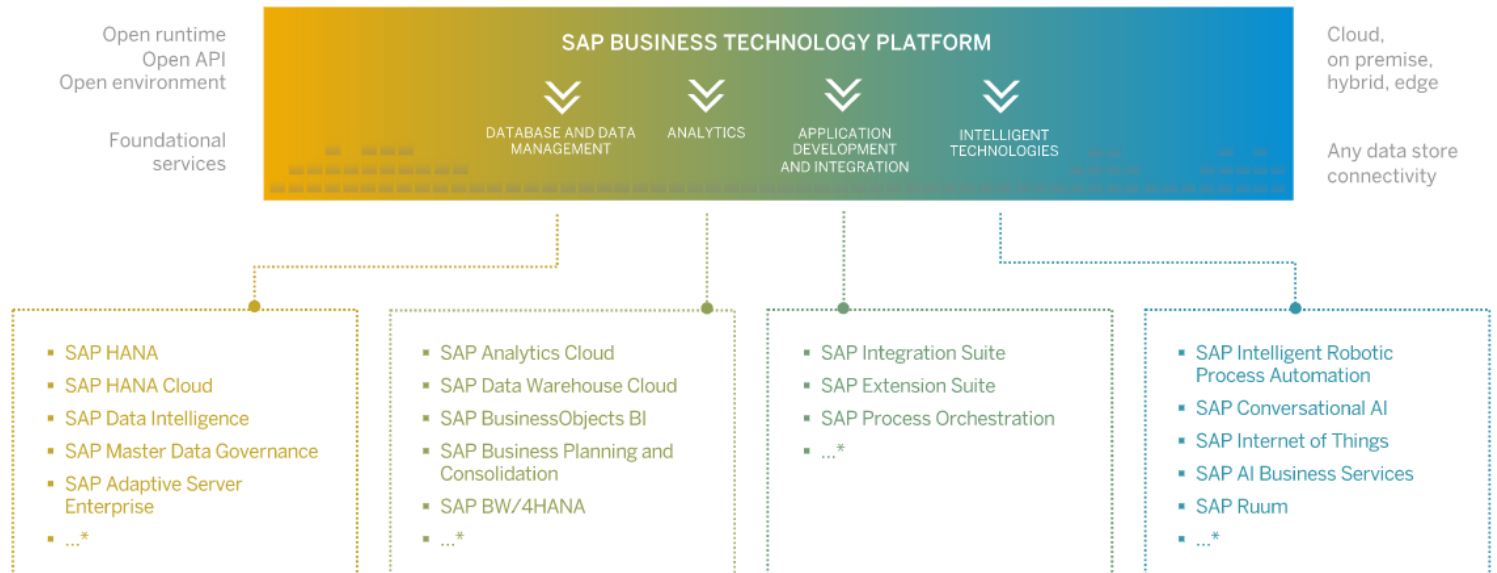 Open runtime
Open API
Open environment
Foundational
services
SAP BUSINESS TECHNOLOGY PLATFORM
DATABASE AND DATA
MANAGEMENT
ANALYTICS
APPLICATION
DEVELOPMENT
AND INTEGRATION
INTELLIGENT
TECHNOLOGIES
Cloud,
on premise,
hybrid, edge
Any data store
connectivity
▪ SAP HANA
▪ SAP HANA Cloud
▪ SAP Data Intelligence
▪ SAP Master Data Governance
▪ SAP Adaptive Server
Enterprise
▪ ...*
▪ SAP Analytics Cloud
▪ SAP Data Warehouse Cloud
▪ SAP BusinessObjects BI
▪ SAP Business Planning and
Consolidation
▪ SAP BW/4HANA
▪ ...*
▪ SAP Integration Suite
▪ SAP Extension Suite
▪ SAP Process Orchestration
▪ ...*
▪ SAP Intelligent Robotic
Process Automation
▪ SAP Conversational AI
▪ SAP Internet of Things
▪ SAP AI Business Services
▪ SAP Ruum
▪ ...*